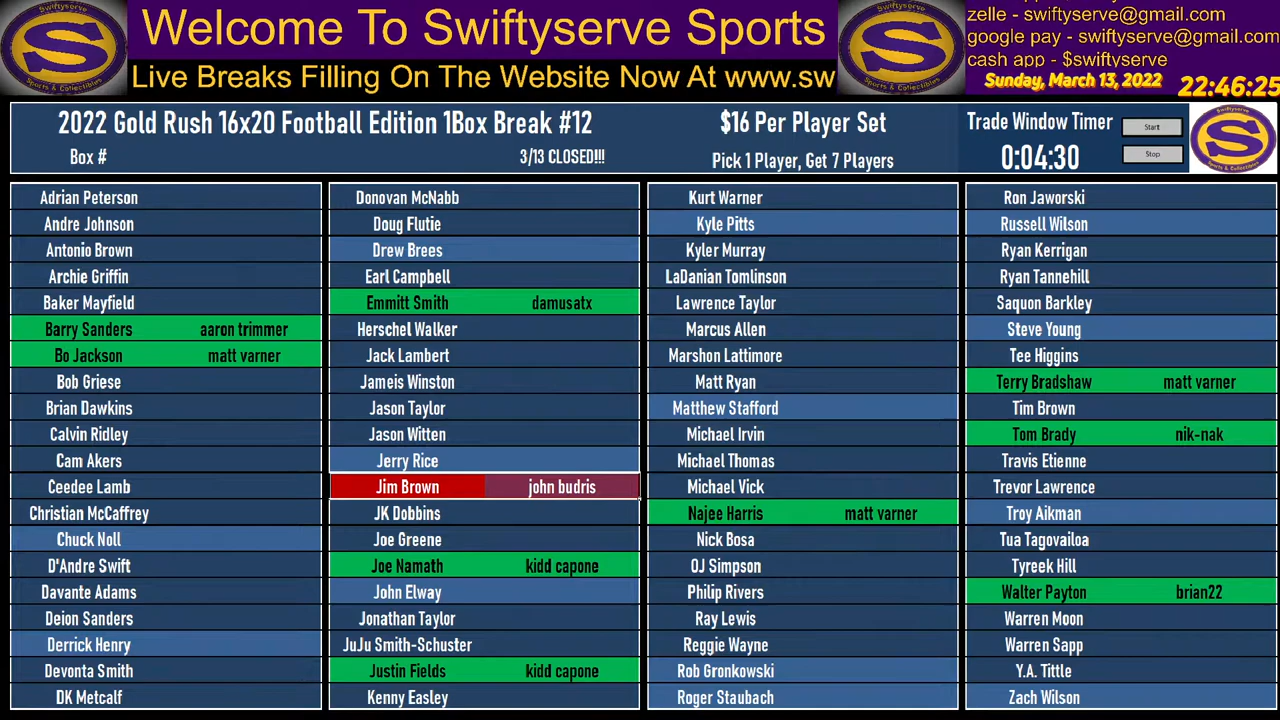 Welcome To Swiftyserve Sports
Live Breaks Filling On The Website Now At www.sw
zelle - swiftyserve@gmail.com
google pay - swiftyserve@gmail.com
cash app - $swiftyserve
Sunday, March 13, 2022
22:46:25
2022 Gold Rush 16x20 Football Edition 1Box Break #12
Box #
3/13 CLOSED!!!
$16 Per Player Set
Pick 1 Player, Get 7 Players
Trade Window Timer
0:04:30
Start
Stop
Swiftyserve
Sports & Collectibles
Adrian Peterson
Andre Johnson
Antonio Brown
Archie Griffin
Baker Mayfield
Barry Sanders aaron trimmer
Bo Jackson matt varner
Bob Griese
Brian Dawkins
Calvin Ridley
Cam Akers
Ceedee Lamb
Christian McCaffrey
Chuck Noll
D'Andre Swift
Davante Adams
Deion Sanders
Derrick Henry
Devonta Smith
DK Metcalf
Donovan McNabb
Doug Flutie
Drew Brees
Earl Campbell
Emmitt Smith damusatx
Herschel Walker
Jack Lambert
Jameis Winston
Jason Taylor
Jason Witten
Jerry Rice
Jim Brown john budris
JK Dobbins
Joe Greene
Joe Namath kidd capone
John Elway
Jonathan Taylor
JuJu Smith-Schuster
Justin Fields kidd capone
Kenny Easley
Kurt Warner
Kyle Pitts
Kyler Murray
LaDanian Tomlinson
Lawrence Taylor
Marcus Allen
Marshon Lattimore
Matt Ryan
Matthew Stafford
Michael Irvin
Michael Thomas
Michael Vick
Najee Harris matt varner
Nick Bosa
OJ Simpson
Philip Rivers
Ray Lewis
Reggie Wayne
Rob Gronkowski
Roger Staubach
Ron Jaworski
Russell Wilson
Ryan Kerrigan
Ryan Tannehill
Saquon Barkley
Steve Young
Tee Higgins
Terry Bradshaw matt varner
Tim Brown
Tom Brady nik-nak
Travis Etienne
Trevor Lawrence
Troy Aikman
Tua Tagovailoa
Tyreek Hill
Walter Payton brian22
Warren Moon
Warren Sapp
Y.A. Tittle
Zach Wilson